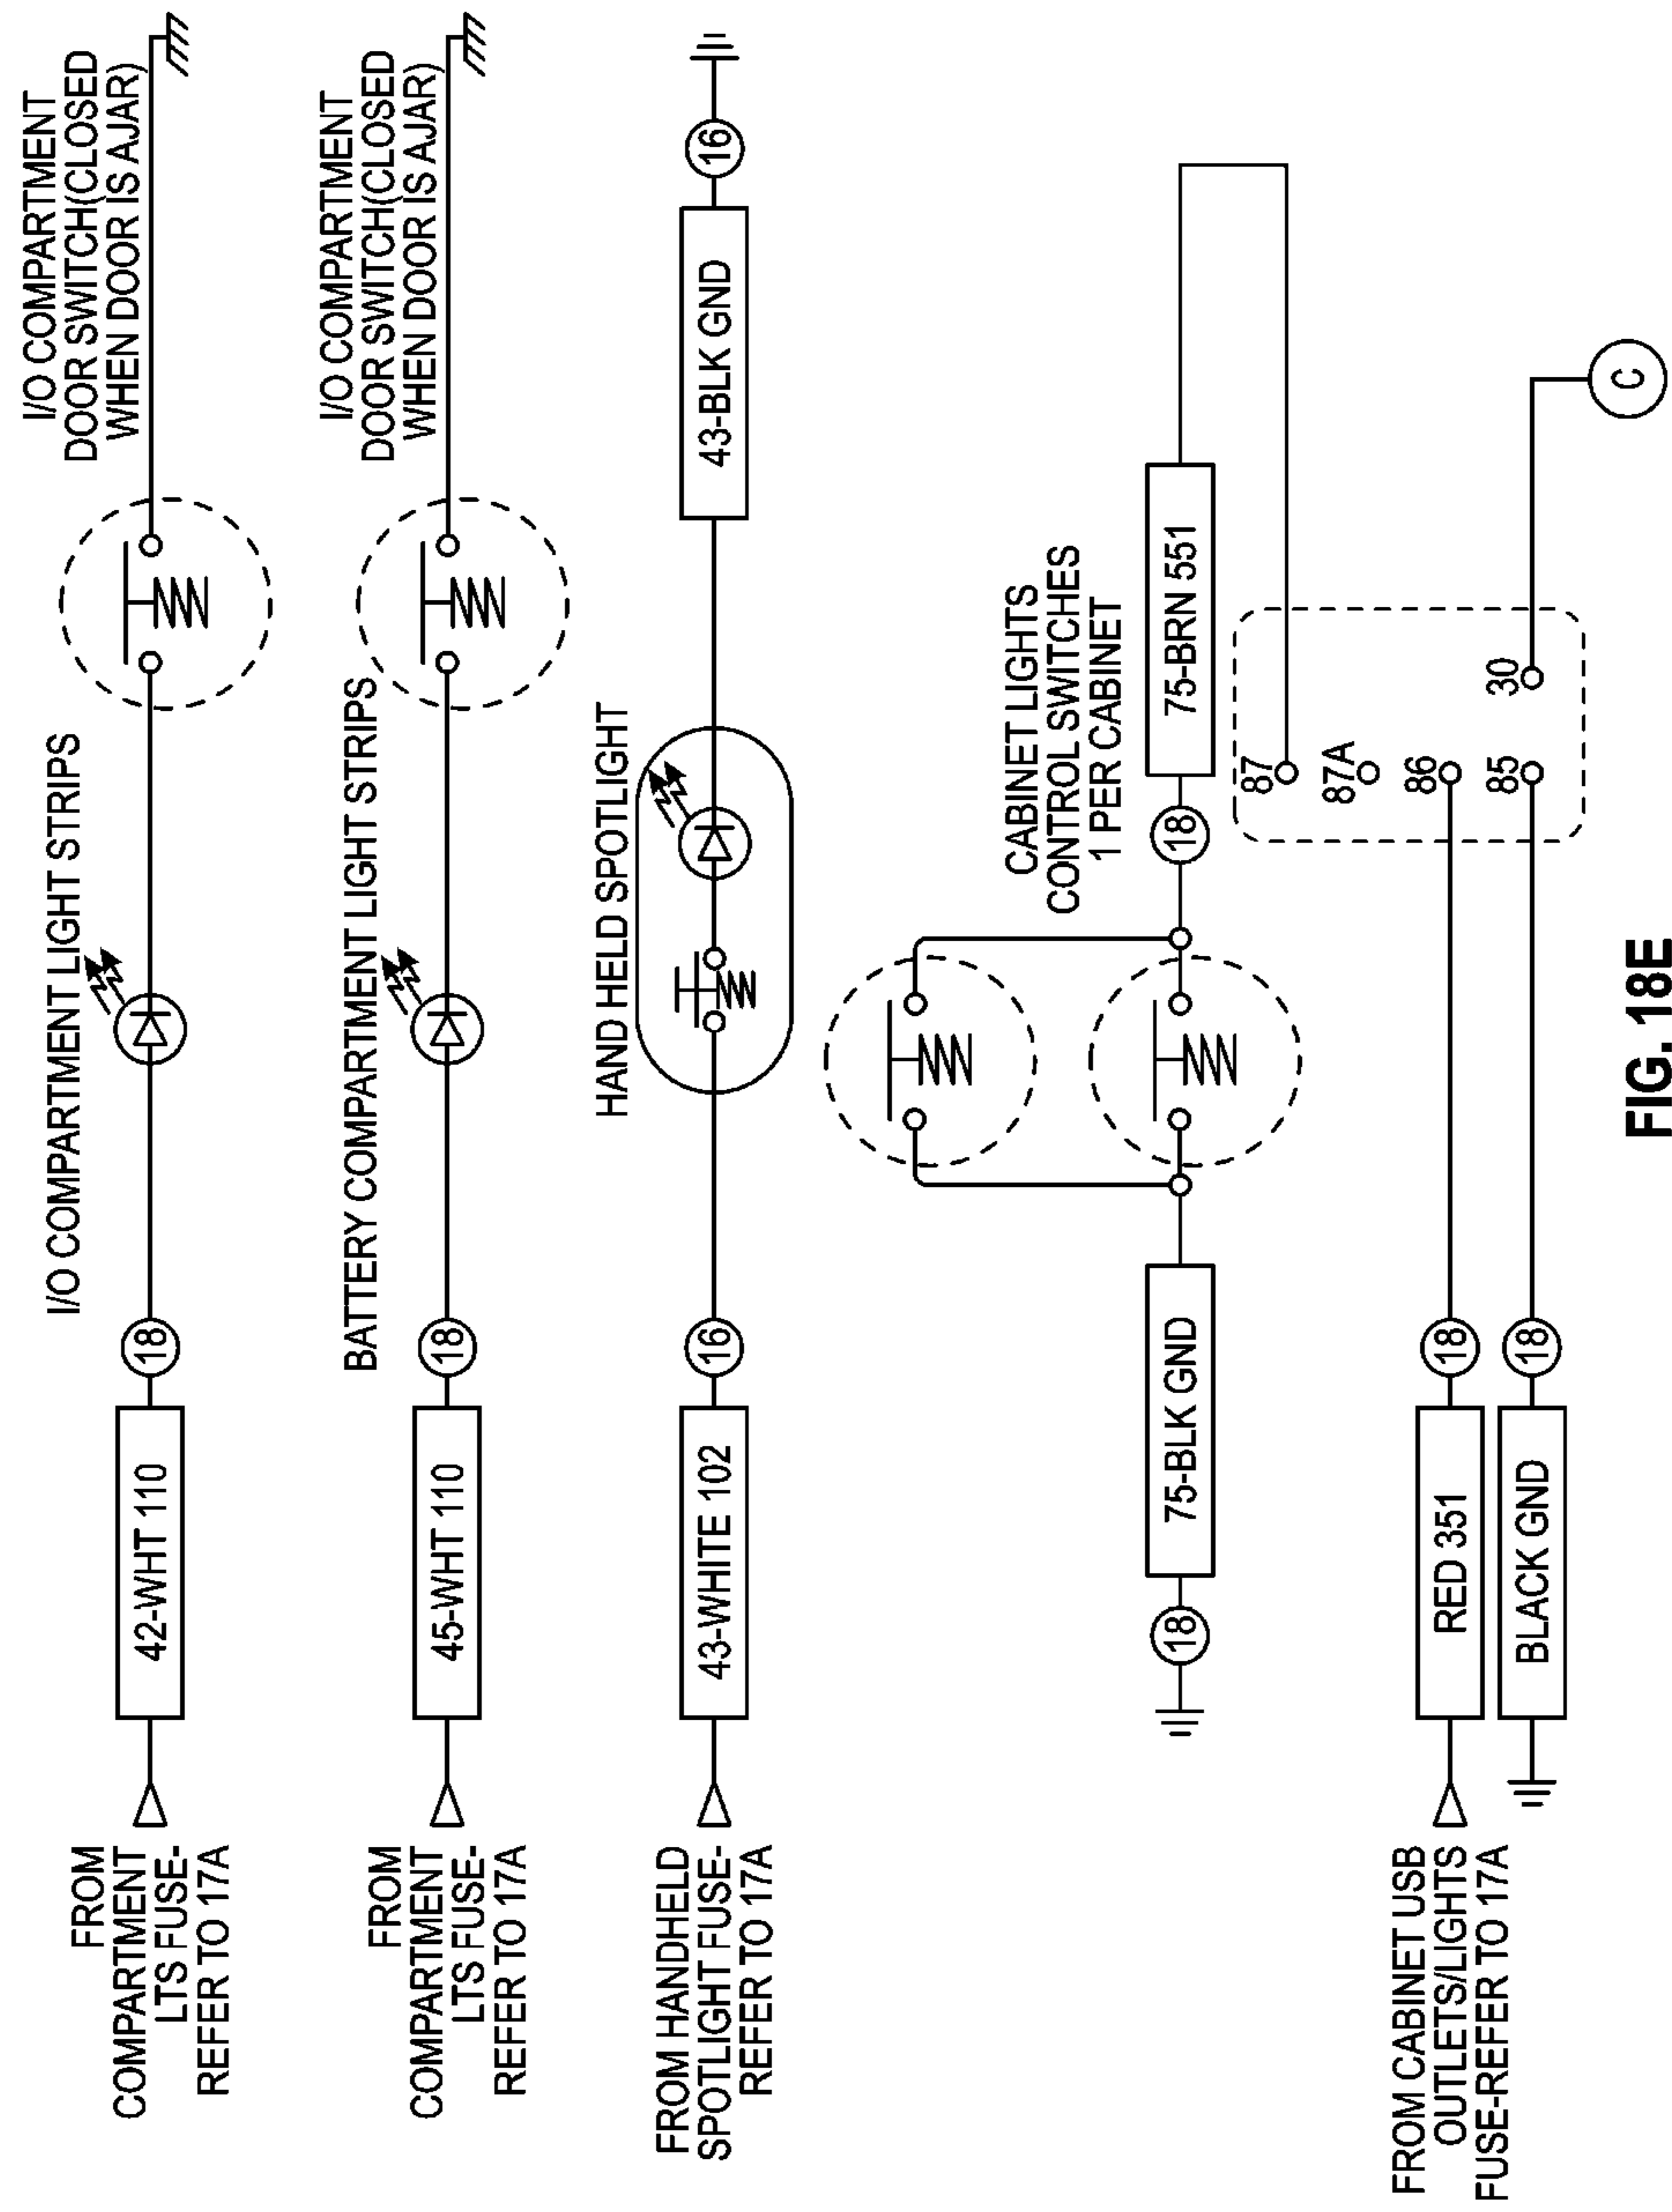 FROM
COMPARTMENT
LTS FUSE-
REFER TO 17A
42-WHT 110
18
I/O COMPARTMENT LIGHT STRIPS
I/O COMPARTMENT
DOOR SWITCH(CLOSED
WHEN DOOR IS AJAR)
FROM
COMPARTMENT
LTS FUSE-
REFER TO 17A
45-WHT 110
18
BATTERY COMPARTMENT LIGHT STRIPS
I/O COMPARTMENT
DOOR SWITCH(CLOSED
WHEN DOOR IS AJAR)
FROM HANDHELD
SPOTLIGHT FUSE-
REFER TO 17A
43-WHITE 102
16
HAND HELD SPOTLIGHT
43-BLK GND
16
18
75-BLK GND
CABINET LIGHTS
CONTROL SWITCHES
1 PER CABINET
18
75-BRN 551
FROM CABINET USB
OUTLETS/LIGHTS
FUSE-REFER TO 17A
RED 351
18
BLACK GND
18
87
87A
86
85
30
C
FIG. 18E